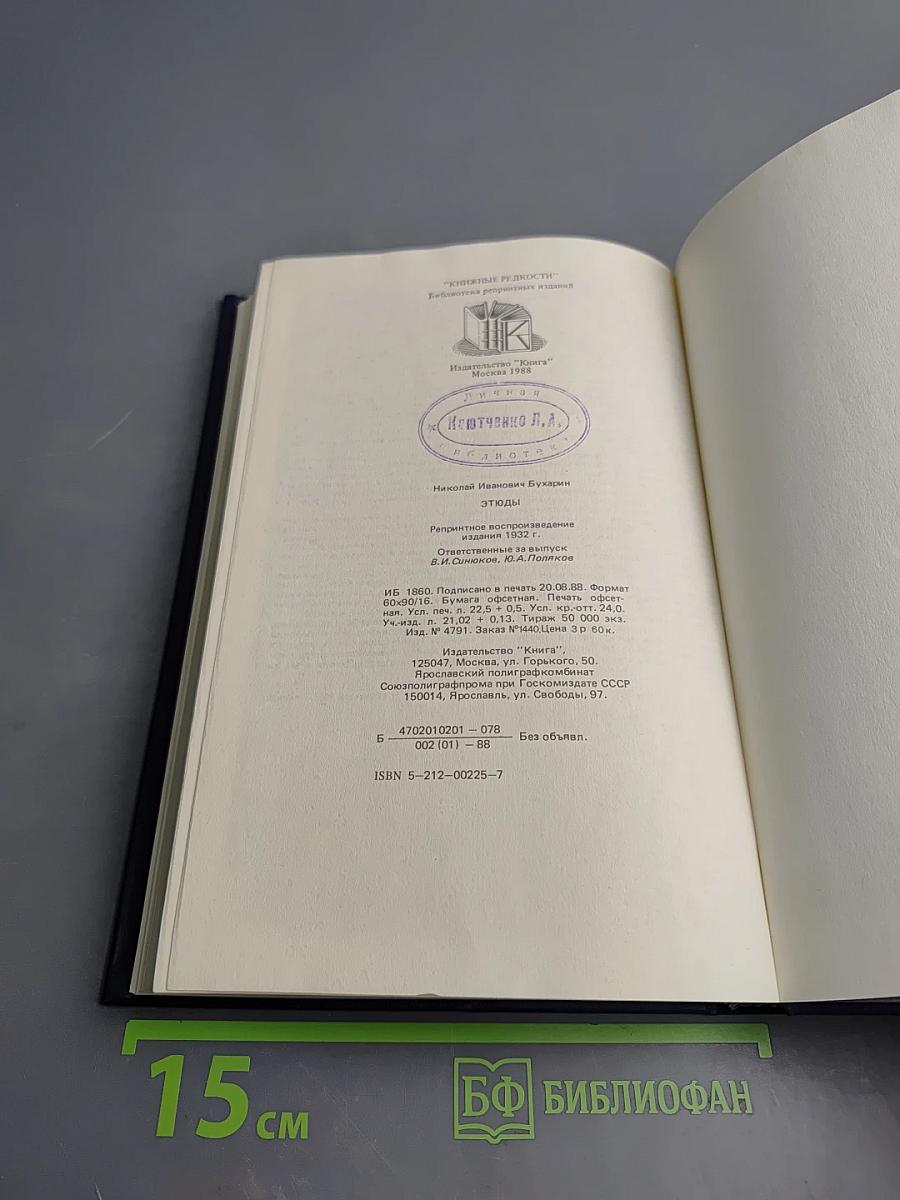 "КНИЖНЫЕ РЕДКОСТИ"
Библиотека репринтных изданий
К
Издательство "Книга"
Москва 1988
Личная
Л.А.
библиотека
Николай Иванович Бухарин
ЭТЮДЫ
Репринтное воспроизведение
издания 1932 г.
Ответственные за выпуск
В.И.Синюков, Ю.А.Поляков
ИБ 1860. Подписано в печать 20.08.88. Формат
60х90/16. Бумага офсетная. Печать офсет-
ная. Усл. печ. л. 22,5 + 0,5. Усл. кр.-отт. 24,0.
Уч.-изд. л. 21,02 + 0,13. Тираж 50 000 экз.
Изд. № 4791. Заказ №1440.Цена 3 р 60 к.
Издательство "Книга",
125047, Москва, ул. Горького, 50.
Ярославский полиграфкомбинат
Союзполиграфпрома при Госкомиздате СССР
150014, Ярославль, ул. Свободы, 97.
Б 4702010201 — 078
002 (01) — 88 Без объявл.
ISBN 5—212—00225—7
15 см
БФ БИБЛИОФАН